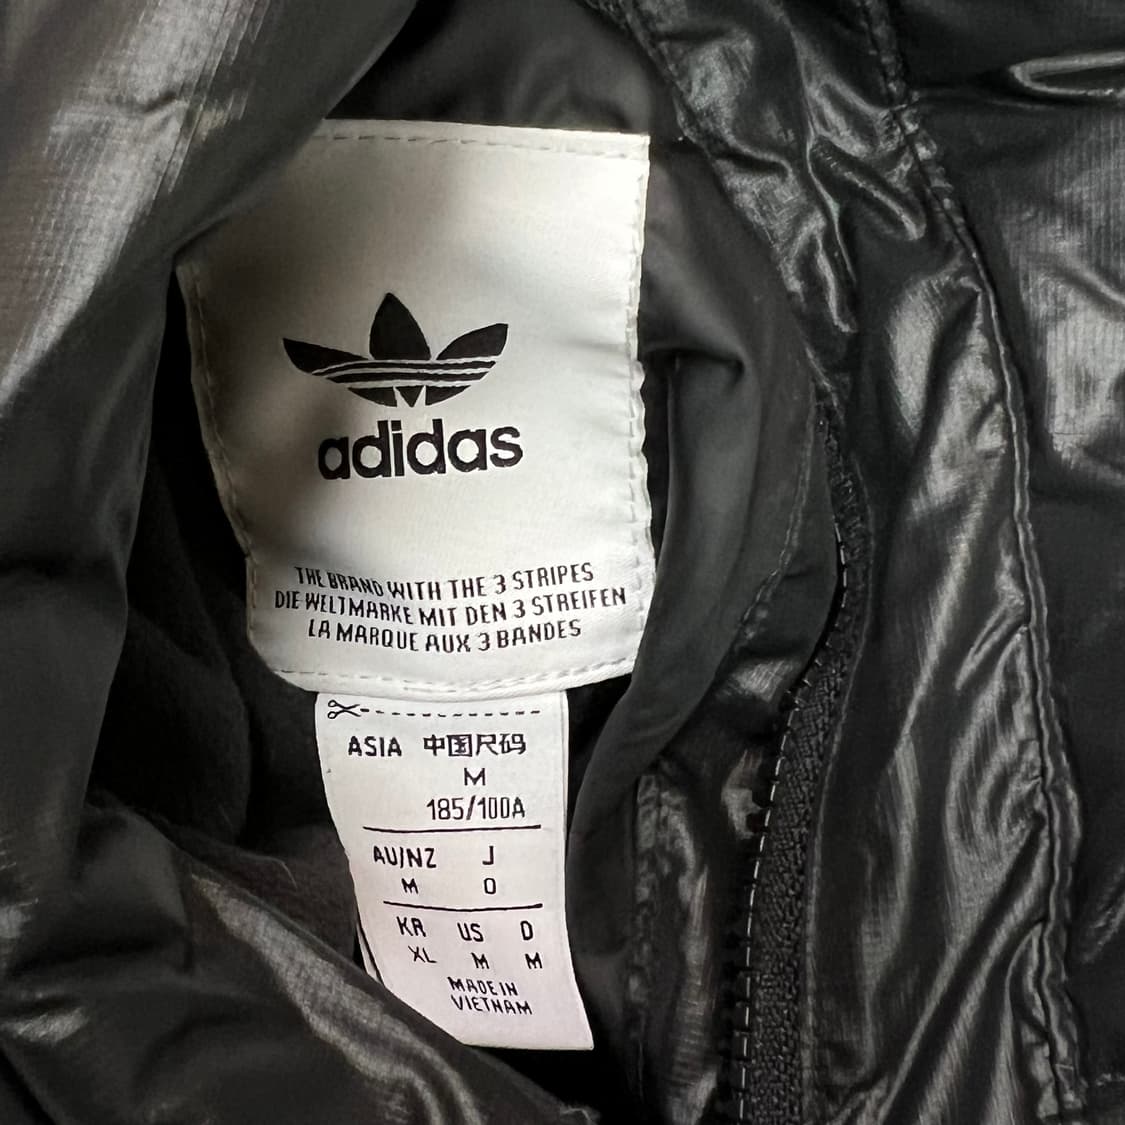 adidas
THE BRAND WITH THE 3 STRIPES
DIE WELTMARKE MIT DEN 3 STREIFEN
LA MARQUE AUX 3 BANDES
ASIA 中国尺码
M
185/100A
AU/NZ J
M O
KR US D
XL M M
MADE IN
VIETNAM